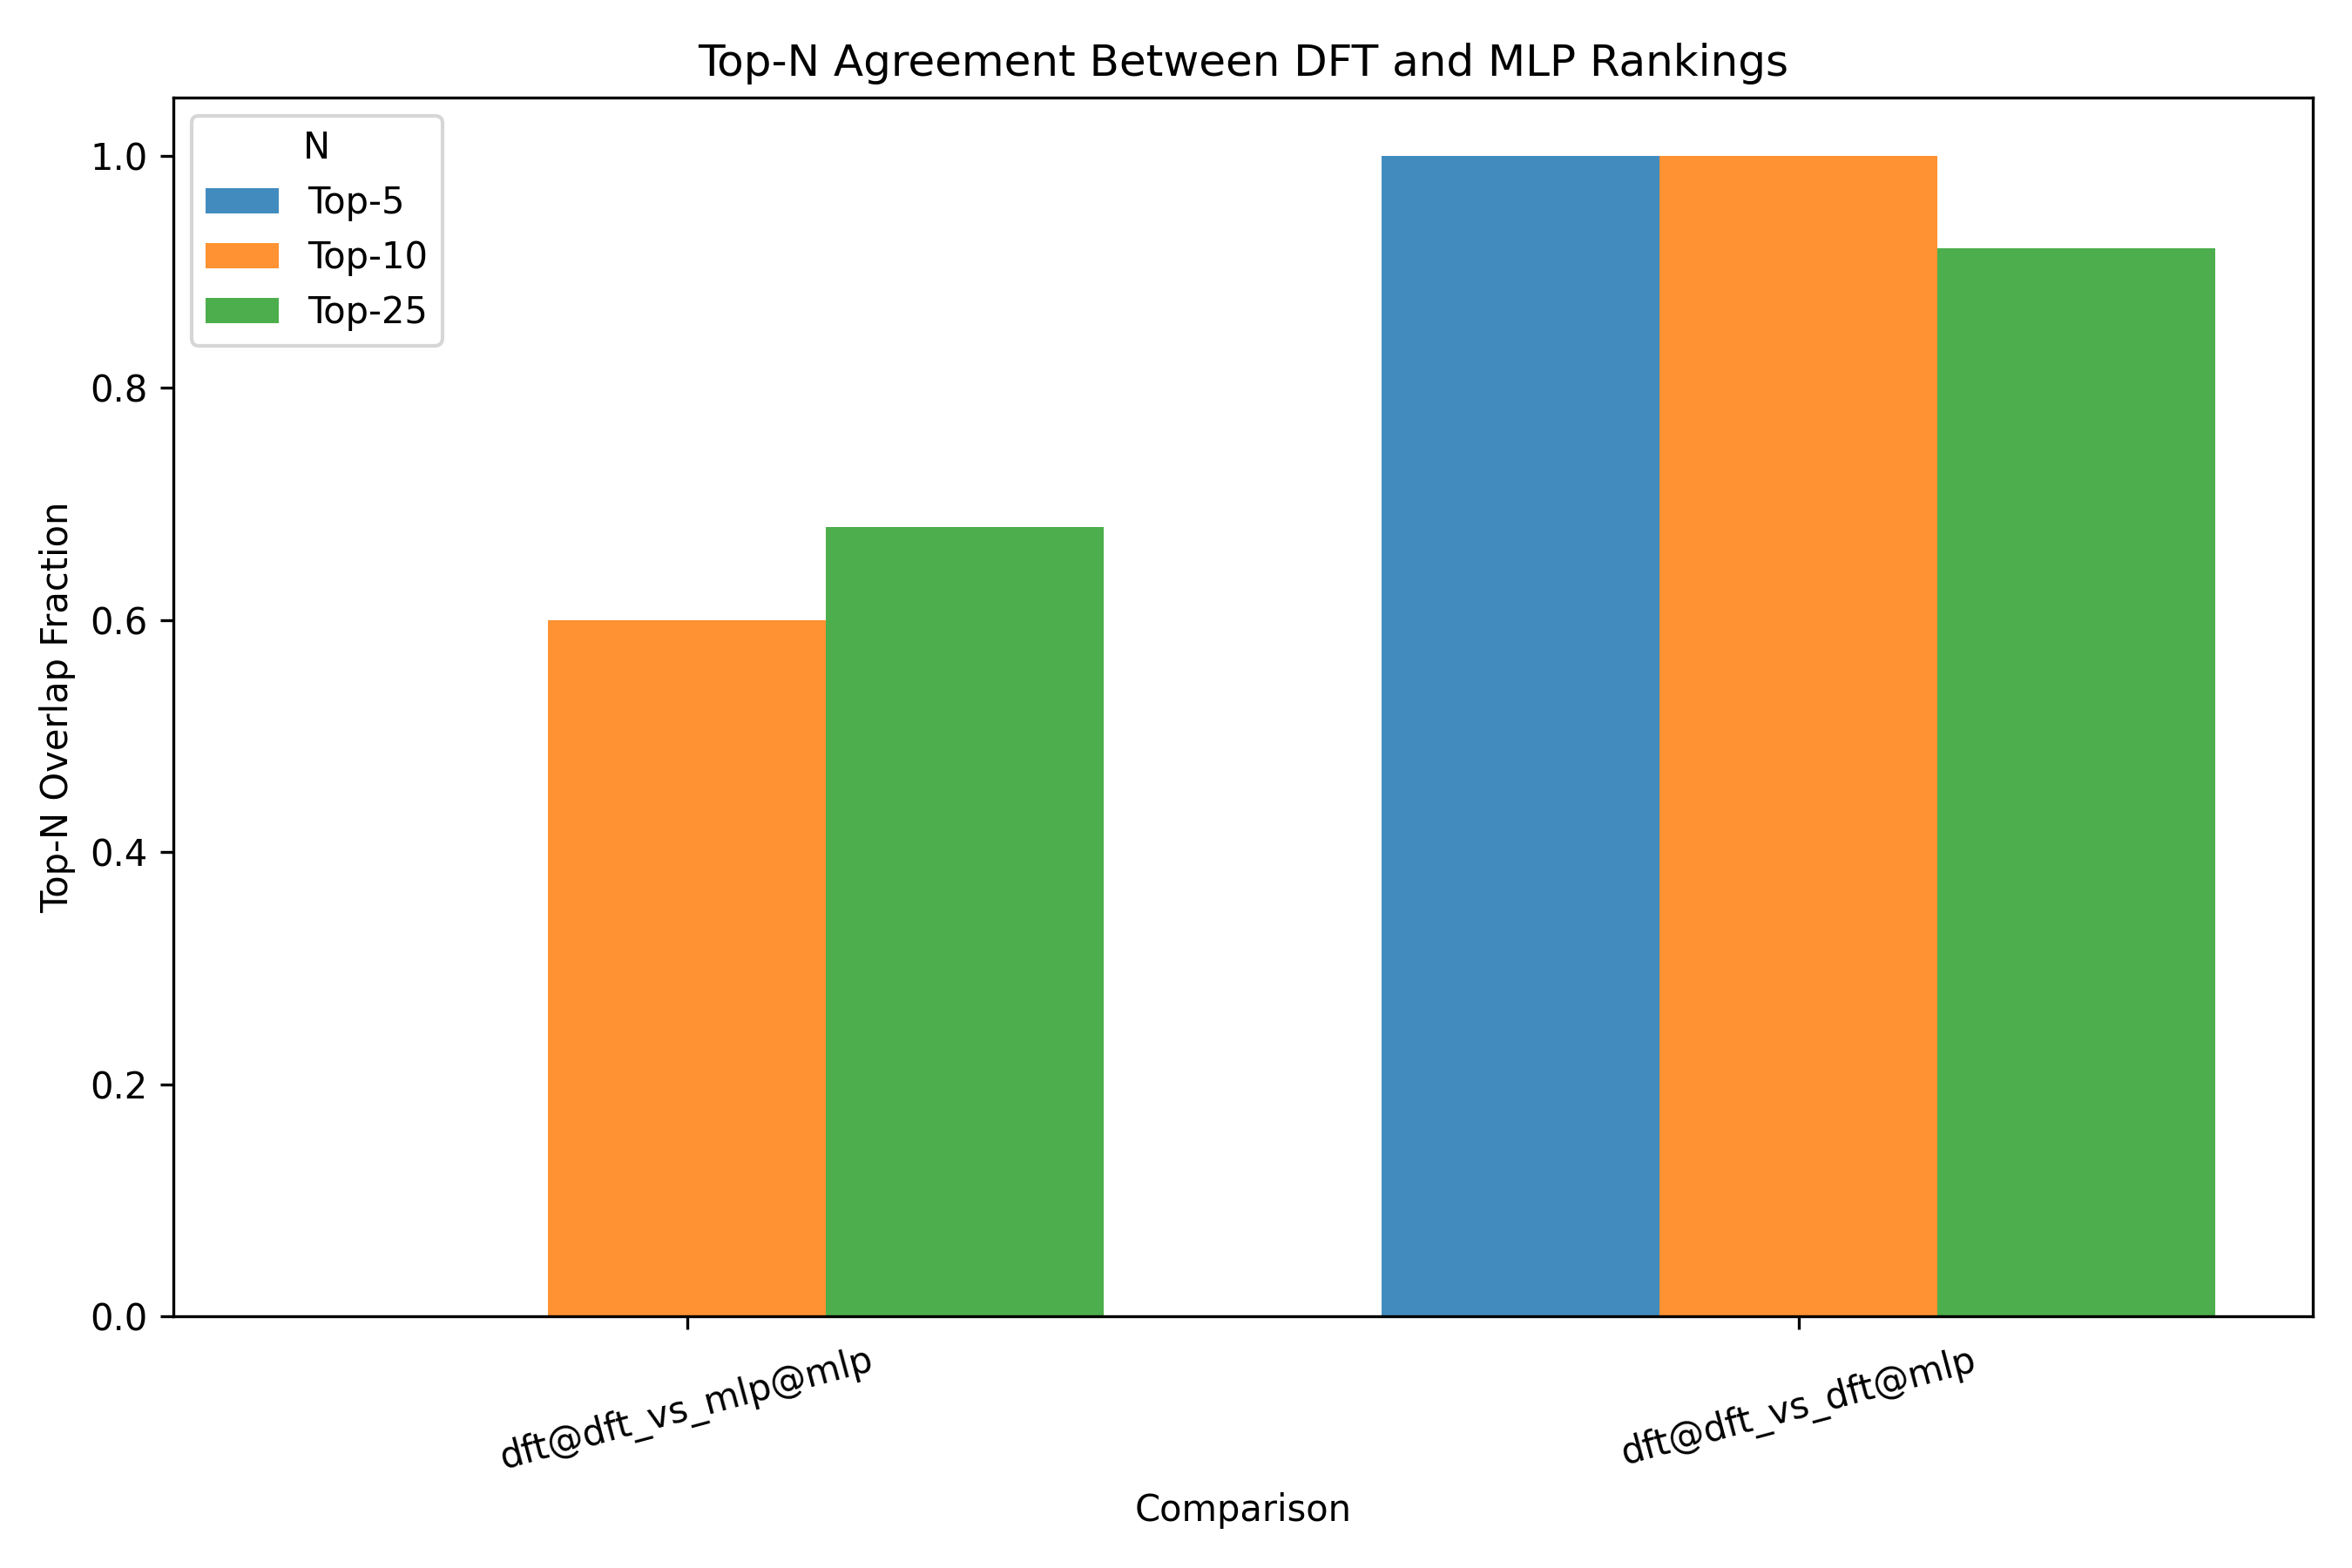 Top-N Agreement Between DFT and MLP Rankings
N
Top-5
Top-10
Top-25
1.0
0.8
0.6
0.4
0.2
0.0
Top-N Overlap Fraction
dft@dft_vs_mlp@mlp
dft@dft_vs_dft@mlp
Comparison